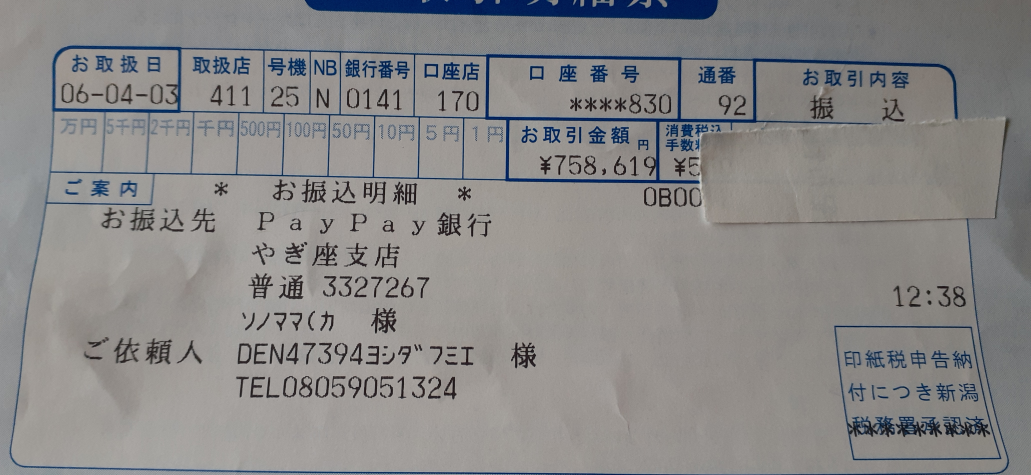 お取扱日 取扱店 号機 NB 銀行番号 口座店 口座番号 通番 お取引内容
06-04-03 411 25 N 0141 170 ****830 92 振込
万円 5千円 2千円 千円 500円 100円 50円 10円 5円 1円 お取引金額 円 消費税込
¥758,619 ¥5
ご案内 * お振込明細 * 0B00
お振込先 PayPay銀行
やぎ座支店
普通 3327267
12:38
ソノママ(カ 様
ご依頼人 DEN47394ヨシダフミエ 様
TEL08059051324
印紙税申告納
付につき新潟
税務署承認済